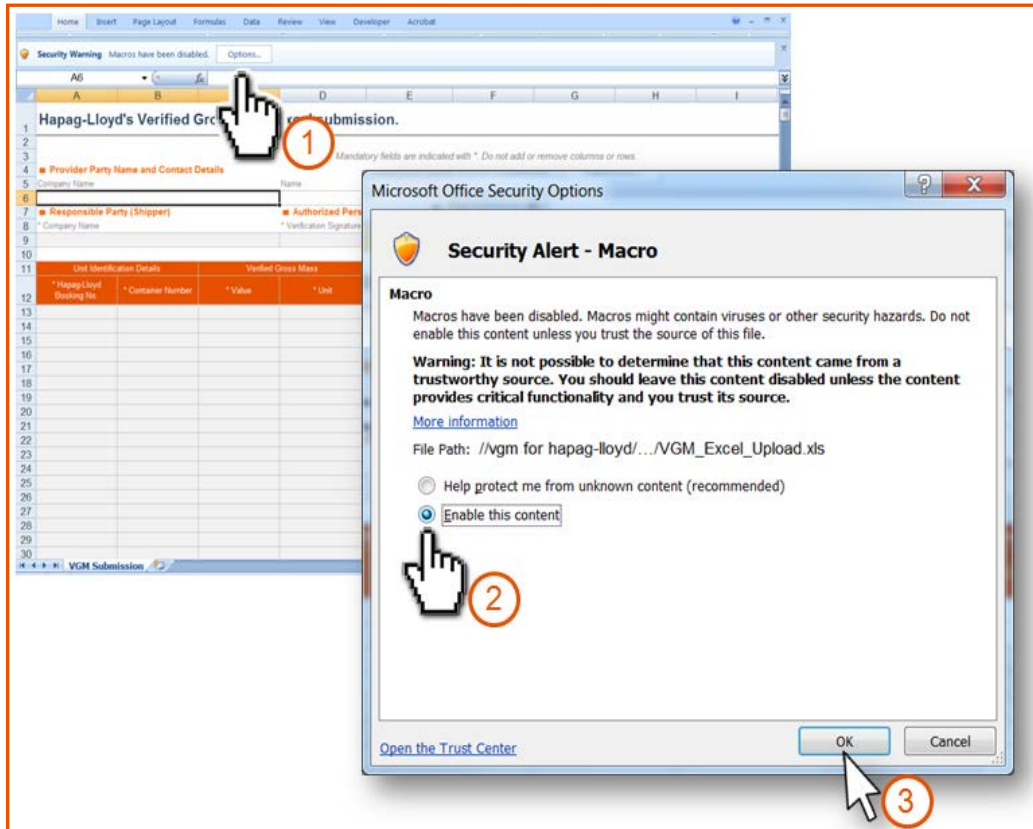 Home Insert Page Layout Formulas Data Review View Developer Acrobat
Security Warning Macros have been disabled. Options...
A6 fx
A B D E F G H I
1 Hapag-Lloyd's Verified Gro Excel submission.
1
2
3 Mandatory fields are indicated with *. Do not add or remove columns or rows.
4 Provider Party Name and Contact Details
5 Company Name Name
6
7 Responsible Party (Shipper) Authorized Pers
8 * Company Name * Verification Signature
9
10
11 Unit Identification Details Verified Gross Mass
12 * Hapag-Lloyd Booking No. * Container Number * Value * Unit
13
14
15
16
17
18
19
20
21
22
23
24
25
26
27
28
29
30
VGM Submission
Microsoft Office Security Options
Security Alert - Macro
Macro
Macros have been disabled. Macros might contain viruses or other security hazards. Do not
enable this content unless you trust the source of this file.
Warning: It is not possible to determine that this content came from a
trustworthy source. You should leave this content disabled unless the content
provides critical functionality and you trust its source.
More information
File Path: //vgm for hapag-lloyd/.../VGM_Excel_Upload.xls
Help protect me from unknown content (recommended)
Enable this content
2
Open the Trust Center
OK Cancel
3